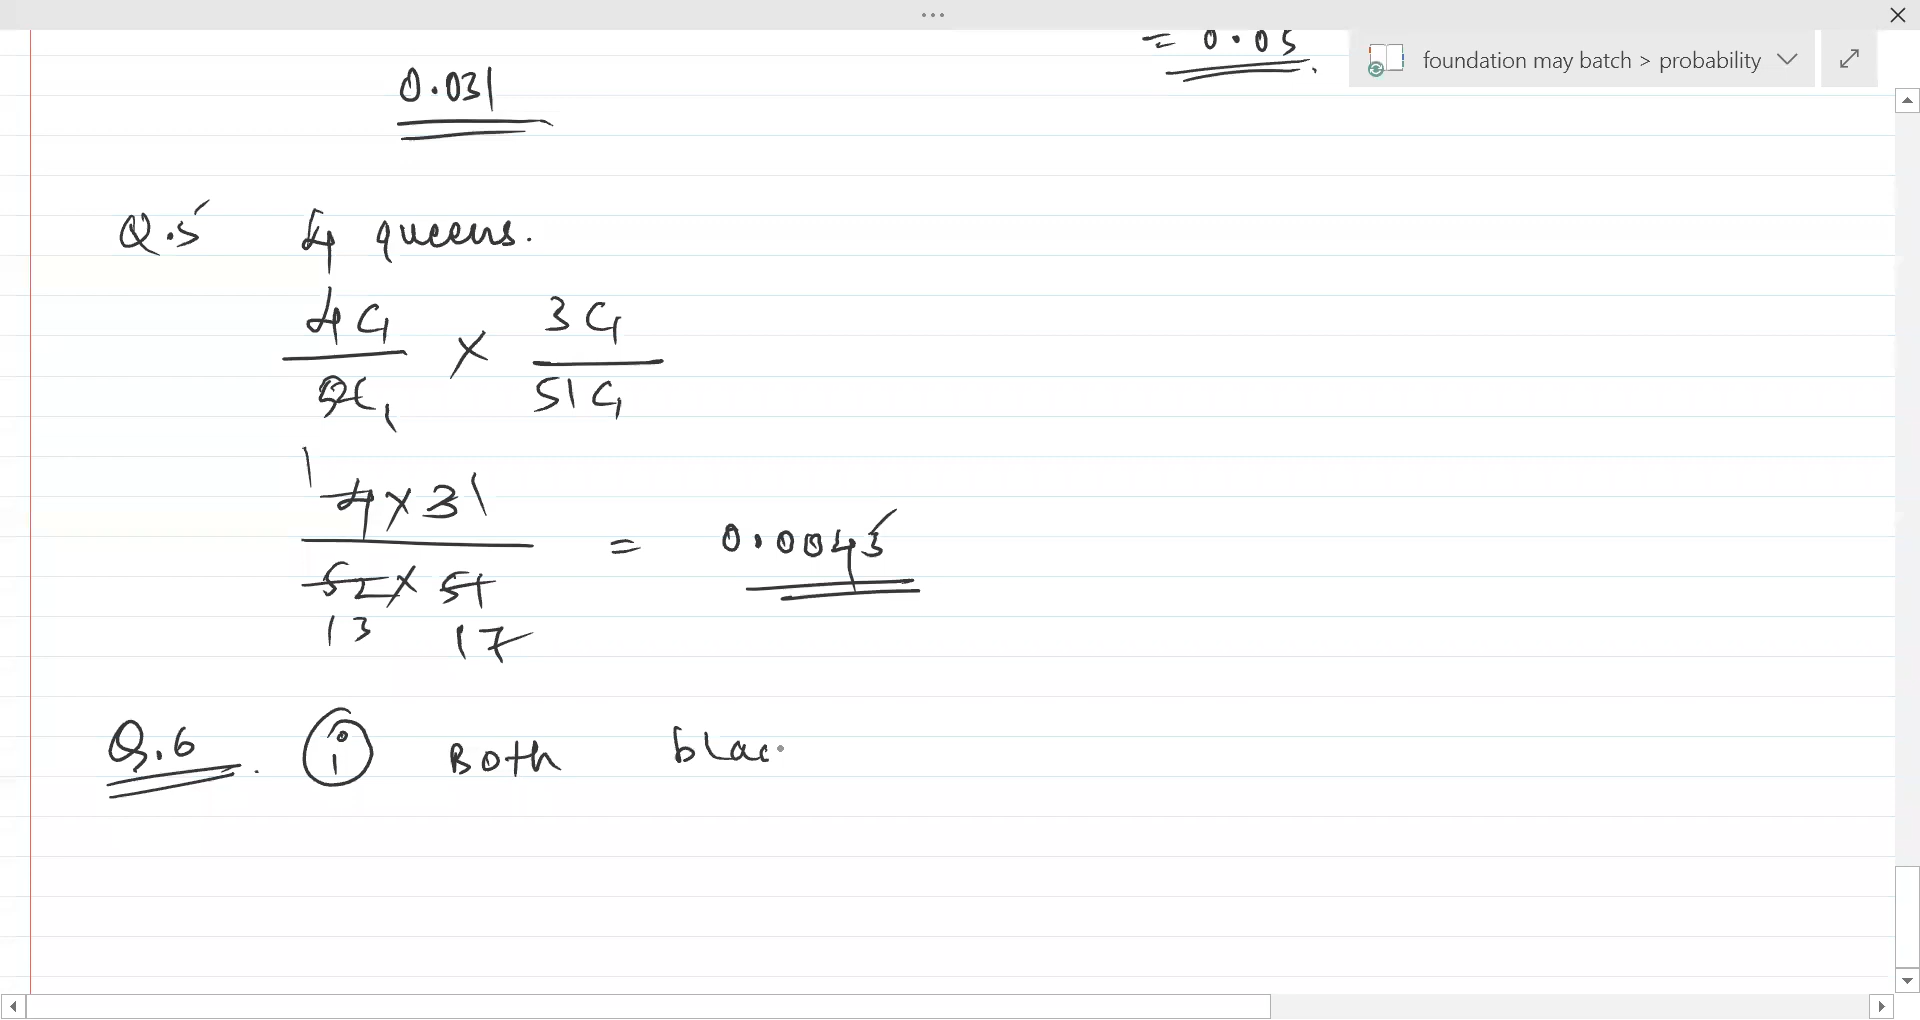 ...
= 0.05
foundation may batch > probability
0.031
Q.5 4 queens.
4C1 × 3C1
52C1 51C1
1 4 × 3 1
52 × 51 = 0.0045
13 17
Q.6. i Both blac